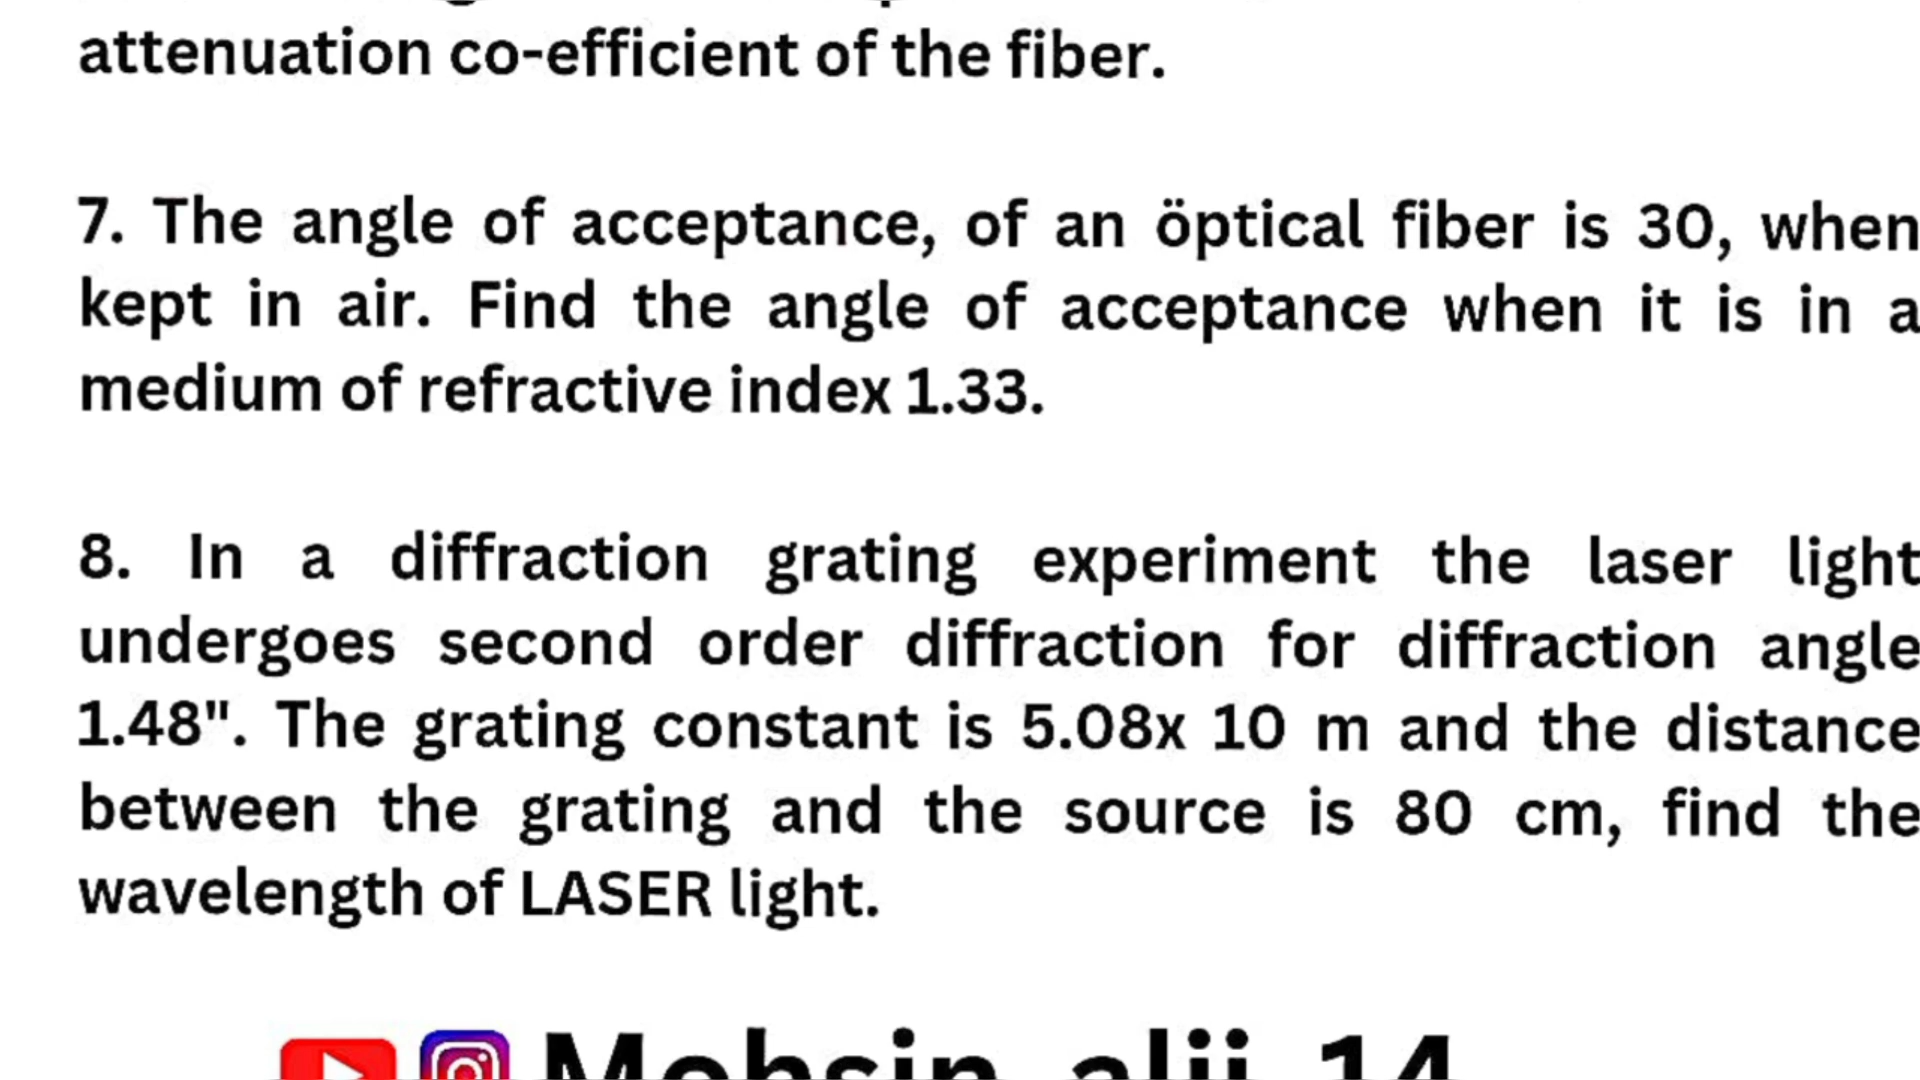 attenuation co-efficient of the fiber.
7. The angle of acceptance, of an öptical fiber is 30, when
kept in air. Find the angle of acceptance when it is in a
medium of refractive index 1.33.
8. In a diffraction grating experiment the laser light
undergoes second order diffraction for diffraction angle
1.48". The grating constant is 5.08x 10 m and the distance
between the grating and the source is 80 cm, find the
wavelength of LASER light.
Mohsin_alii_14